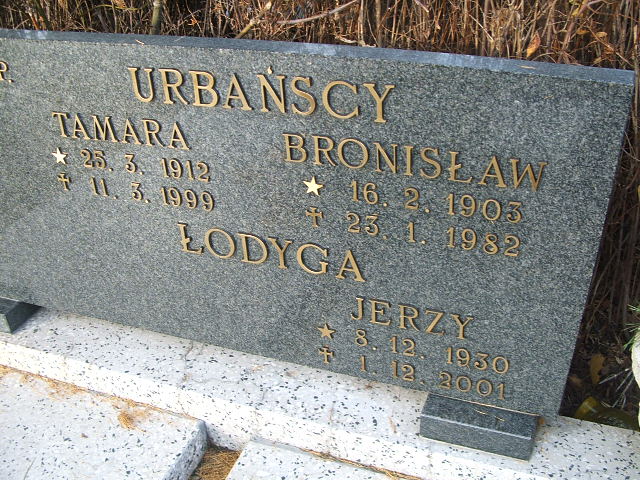 R.
URBAŃSCY
TAMARA
★ 25. 3. 1912
✝ 11. 3. 1999
BRONISŁAW
★ 16. 2. 1903
✝ 23. 1. 1982
ŁODYGA
JERZY
★ 8. 12. 1930
✝ 1. 12. 2001